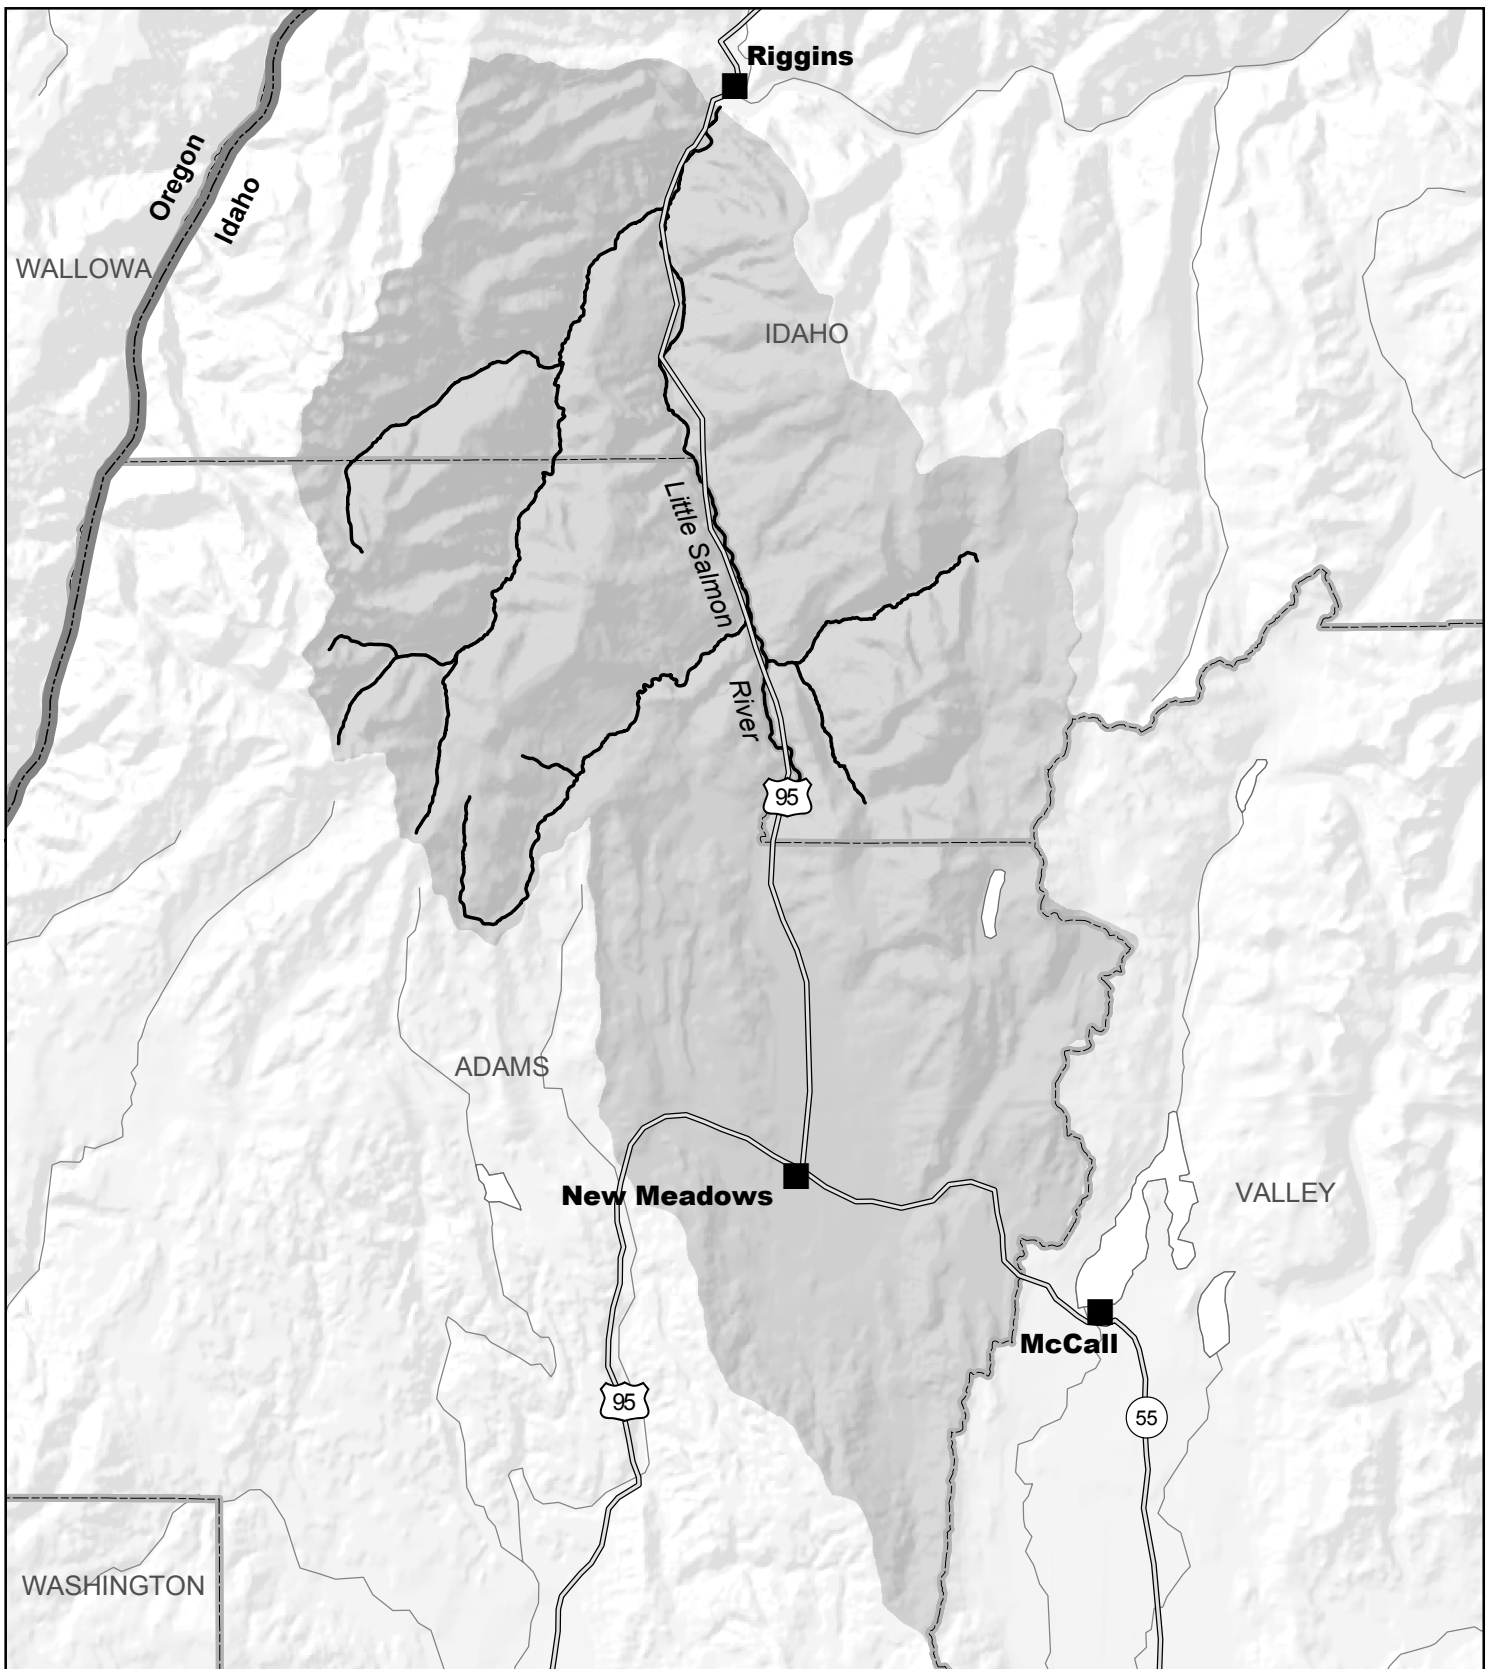 Riggins
Oregon
Idaho
WALLOWA
IDAHO
Little Salmon
River
95
ADAMS
New Meadows
VALLEY
McCall
95
55
WASHINGTON